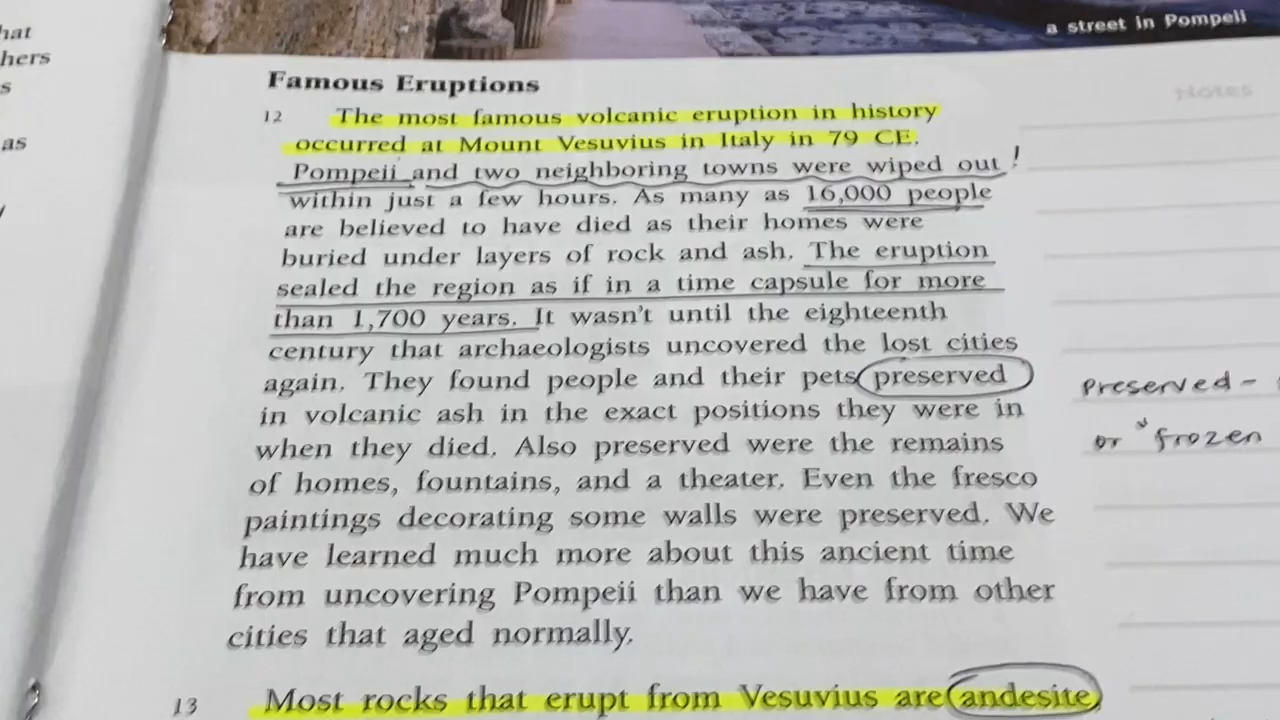 a street in Pompeii
hat
hers
s
as
Notes
Famous Eruptions
12 The most famous volcanic eruption in history
occurred at Mount Vesuvius in Italy in 79 CE.
Pompeii and two neighboring towns were wiped out !
within just a few hours. As many as 16,000 people
are believed to have died as their homes were
buried under layers of rock and ash. The eruption
sealed the region as if in a time capsule for more
than 1,700 years. It wasn't until the eighteenth
century that archaeologists uncovered the lost cities
again. They found people and their pets preserved
in volcanic ash in the exact positions they were in
when they died. Also preserved were the remains
of homes, fountains, and a theater. Even the fresco
paintings decorating some walls were preserved. We
have learned much more about this ancient time
from uncovering Pompeii than we have from other
cities that aged normally.
Preserved -
or "frozen
13 Most rocks that erupt from Vesuvius are andesite,